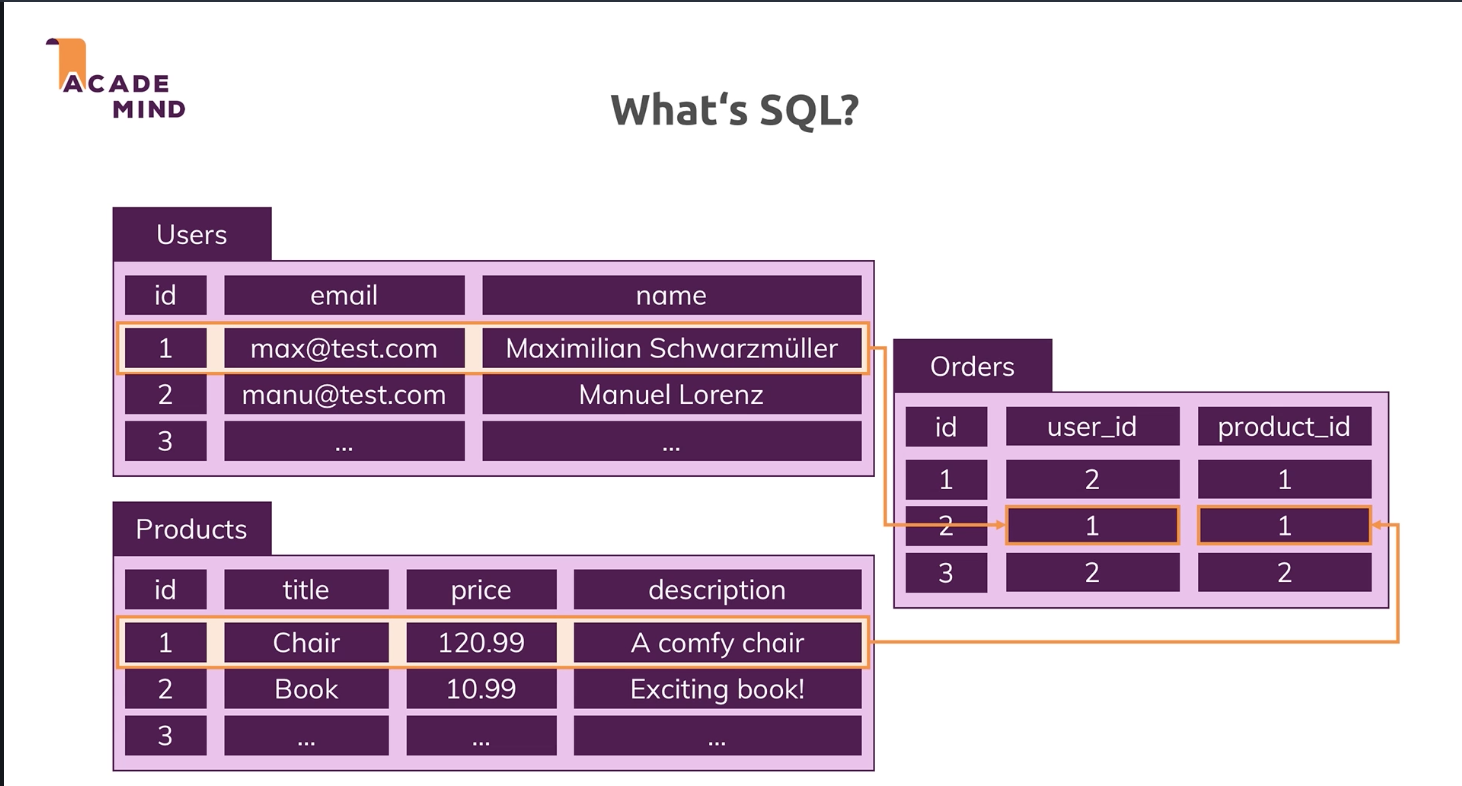 ACADE
MIND
What‘s SQL?
Users
id email name
1 max@test.com Maximilian Schwarzmüller
2 manu@test.com Manuel Lorenz
3 ... ...
Products
id title price description
1 Chair 120.99 A comfy chair
2 Book 10.99 Exciting book!
3 ... ... ...
Orders
id user_id product_id
1 2 1
2 1 1
3 2 2